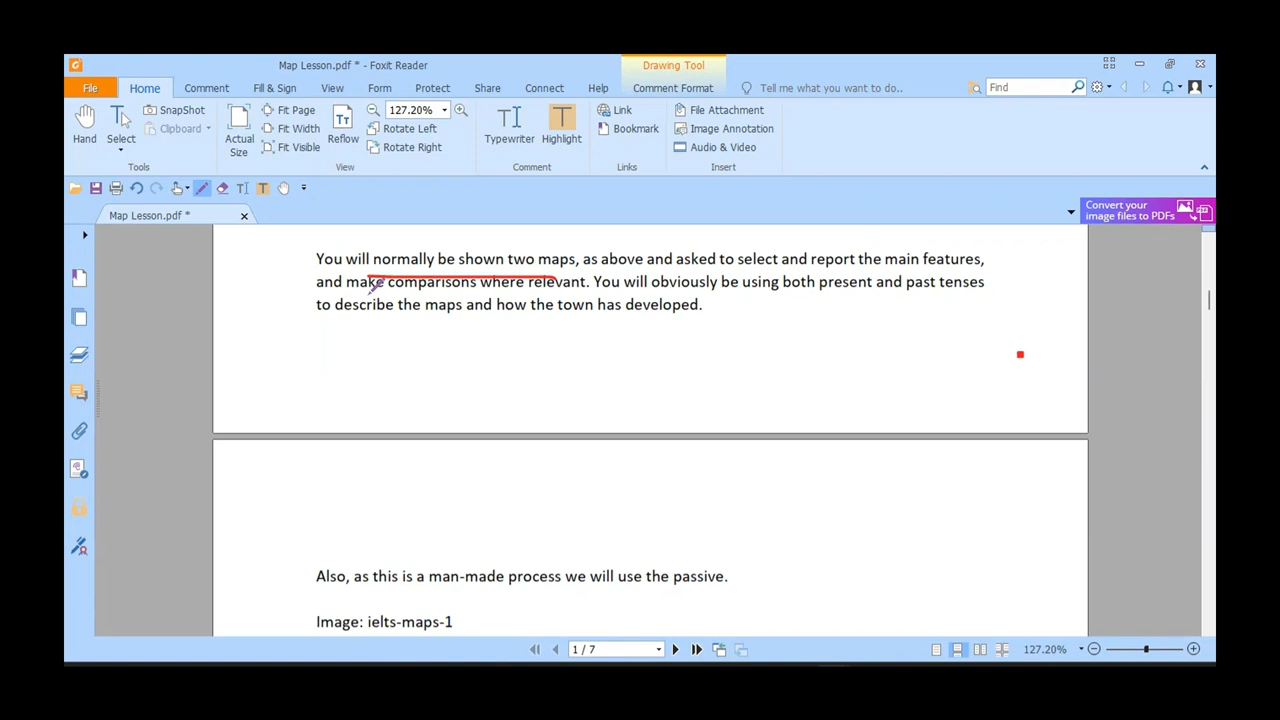 Map Lesson.pdf * - Foxit Reader
Drawing Tool
File
Home
Comment
Fill & Sign
View
Form
Protect
Share
Connect
Help
Comment Format
Tell me what you want to do..
Find
Hand
Select
SnapShot
Clipboard
Tools
Actual
Size
Fit Page
Fit Width
Fit Visible
Reflow
127.20%
Rotate Left
Rotate Right
View
Typewriter
Highlight
Comment
Link
Bookmark
Links
File Attachment
Image Annotation
Audio & Video
Insert
Map Lesson.pdf *
Convert your
image files to PDFs
You will normally be shown two maps, as above and asked to select and report the main features,
and make comparisons where relevant. You will obviously be using both present and past tenses
to describe the maps and how the town has developed.
Also, as this is a man-made process we will use the passive.
Image: ielts-maps-1
1 / 7
127.20%